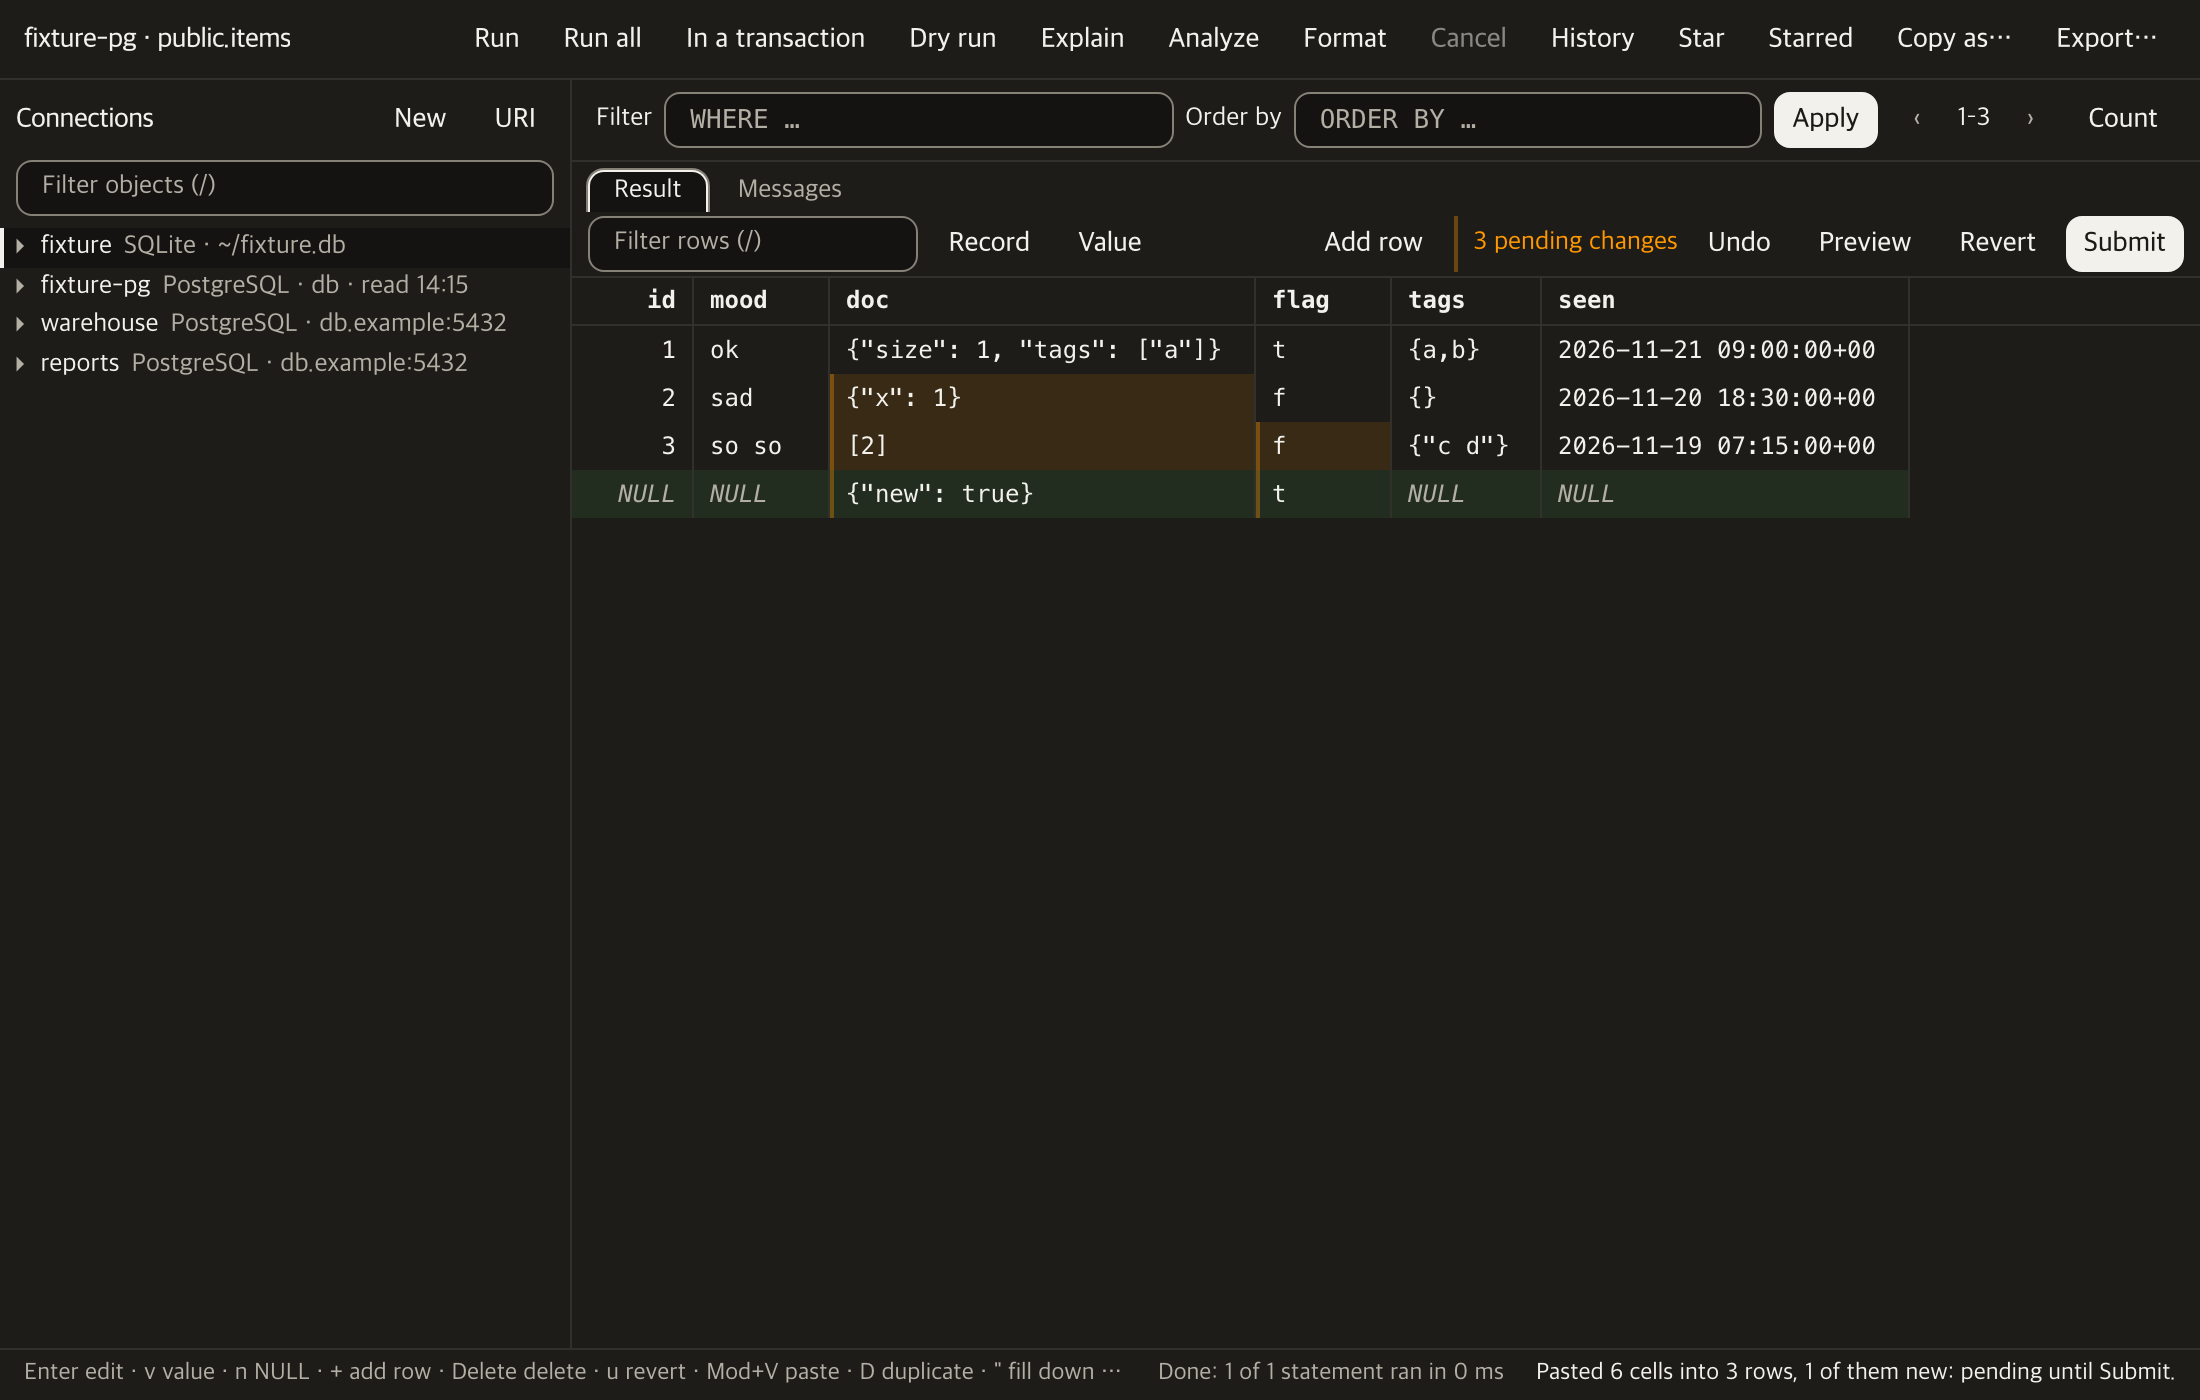 fixture-pg · public.items Run Run all In a transaction Dry run Explain Analyze Format Cancel History Star Starred Copy as… Export…
Connections New URI
Filter objects (/)
fixture SQLite · ~/fixture.db
fixture-pg PostgreSQL · db · read 14:15
warehouse PostgreSQL · db.example:5432
reports PostgreSQL · db.example:5432
Filter WHERE … Order by ORDER BY … Apply ‹ 1-3 › Count
Result Messages
Filter rows (/) Record Value Add row 3 pending changes Undo Preview Revert Submit
id mood doc flag tags seen
1 ok {"size": 1, "tags": ["a"]} t {a,b} 2026-11-21 09:00:00+00
2 sad {"x": 1} f {} 2026-11-20 18:30:00+00
3 so so [2] f {"c d"} 2026-11-19 07:15:00+00
NULL NULL {"new": true} t NULL NULL
Enter edit · v value · n NULL · + add row · Delete delete · u revert · Mod+V paste · D duplicate · " fill down … Done: 1 of 1 statement ran in 0 ms Pasted 6 cells into 3 rows, 1 of them new: pending until Submit.